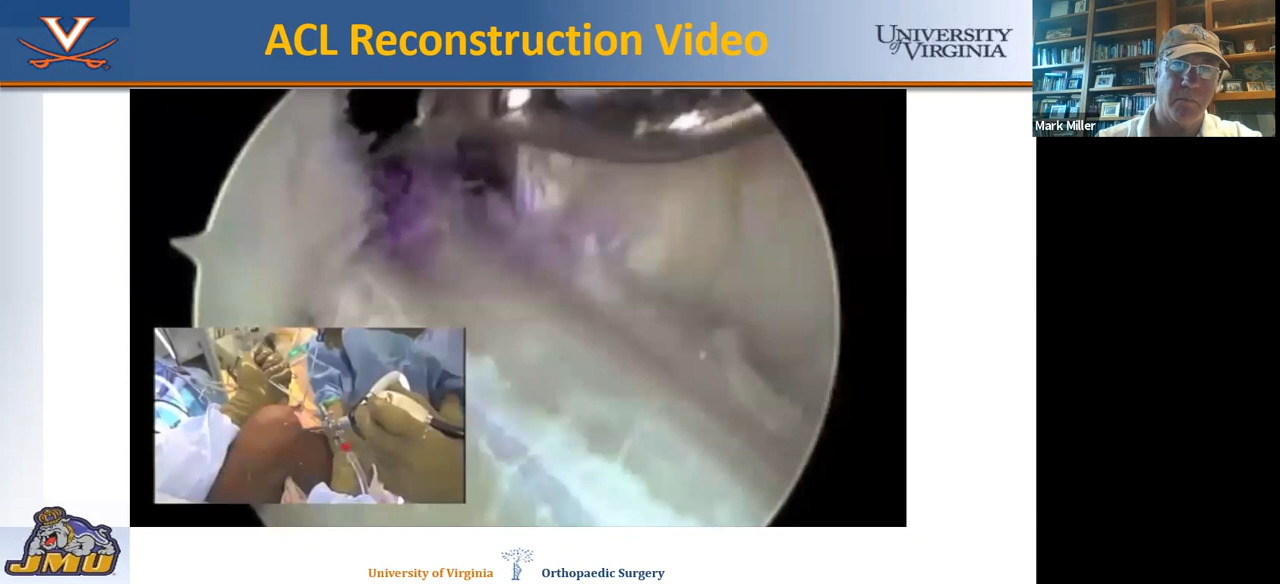 ACL Reconstruction Video
UNIVERSITY
of VIRGINIA
Mark Miller
V
JMU
University of Virginia
Orthopaedic Surgery